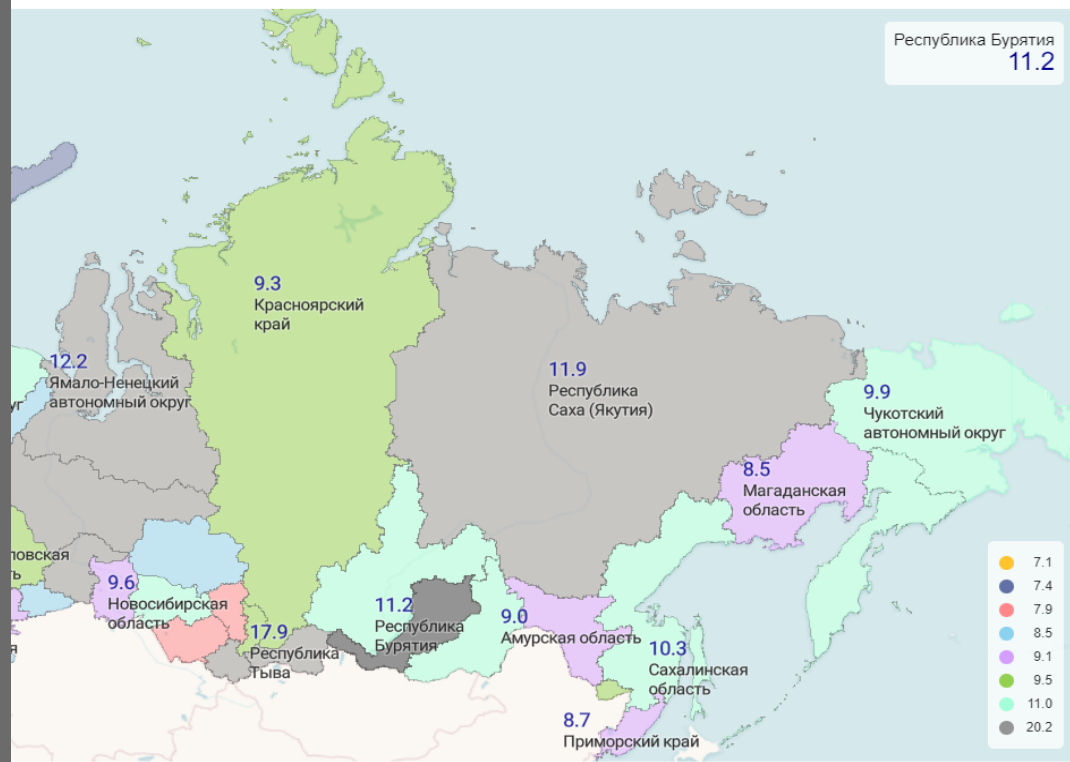 Республика Бурятия
11.2
9.3
Красноярский
край
12.2
Ямало-Ненецкий
автономный округ
11.9
Республика
Саха (Якутия)
9.9
Чукотский
автономный округ
8.5
Магаданская
область
9.6
Новосибирская
область
11.2
Республика
Бурятия
9.0
Амурская область
17.9
Республика
Тыва
10.3
Сахалинская
область
8.7
Приморский край
7.1
7.4
7.9
8.5
9.1
9.5
11.0
20.2